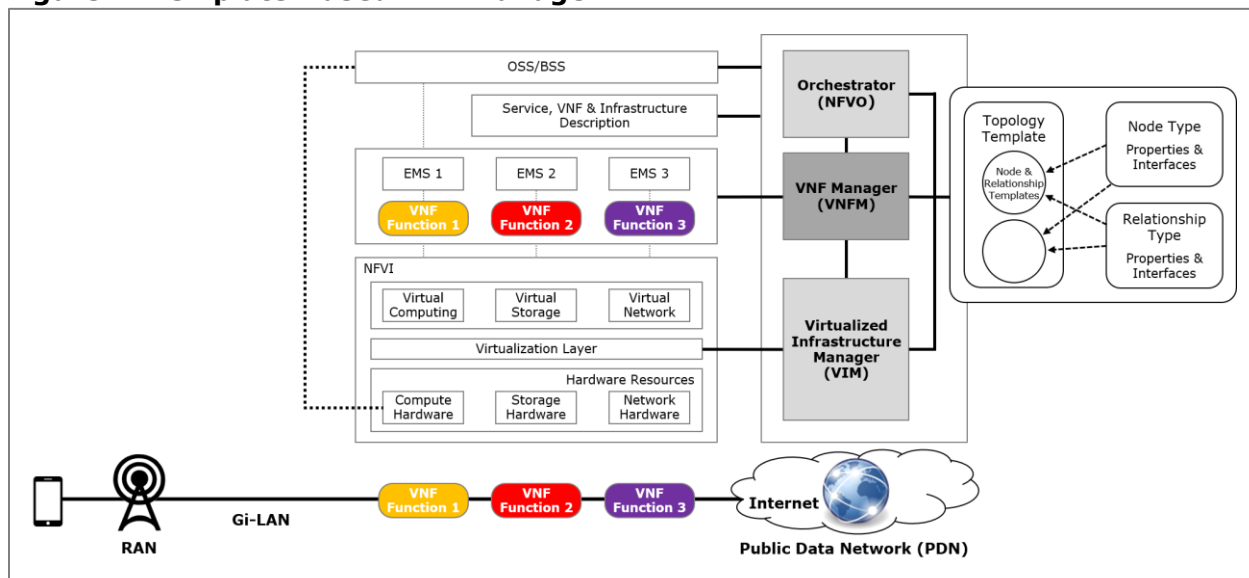 OSS/BSS
Service, VNF & Infrastructure
Description
EMS 1
EMS 2
EMS 3
VNF
Function 1
VNF
Function 2
VNF
Function 3
NFVI
Virtual
Computing
Virtual
Storage
Virtual
Network
Virtualization Layer
Hardware Resources
Compute
Hardware
Storage
Hardware
Network
Hardware
Orchestrator
(NFVO)
VNF Manager
(VNFM)
Virtualized
Infrastructure
Manager
(VIM)
Topology
Template
Node &
Relationship
Templates
Node Type
Properties &
Interfaces
Relationship
Type
Properties &
Interfaces
RAN
Gi-LAN
VNF
Function 1
VNF
Function 2
VNF
Function 3
Internet
Public Data Network (PDN)